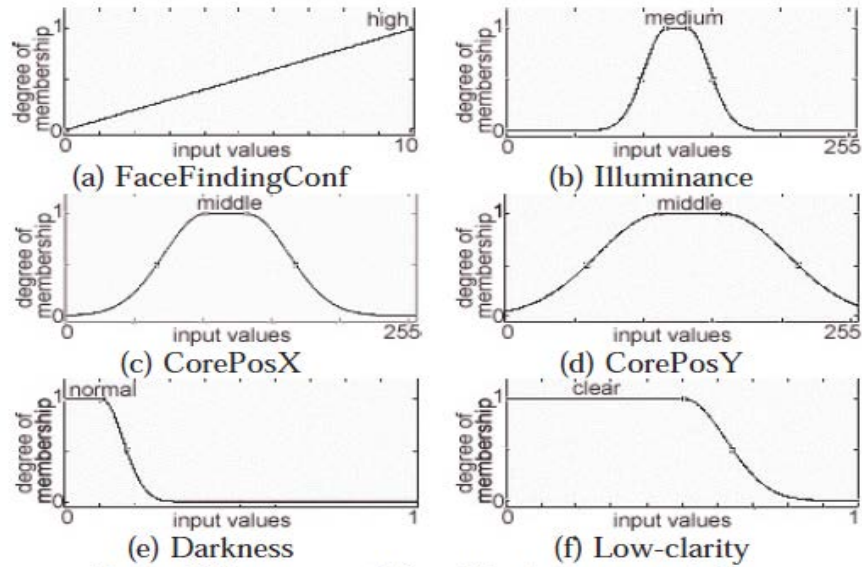 high
1
degree of
membership
0
0 input values 10
(a) FaceFindingConf
medium
1
degree of
membership
0
0 input values 255
(b) Illuminance
middle
1
degree of
membership
0
0 input values 255
(c) CorePosX
middle
1
degree of
membership
0
0 input values 255
(d) CorePosY
normal
1
degree of
membership
0
0 input values 1
(e) Darkness
clear
1
degree of
membership
0
0 input values 1
(f) Low-clarity